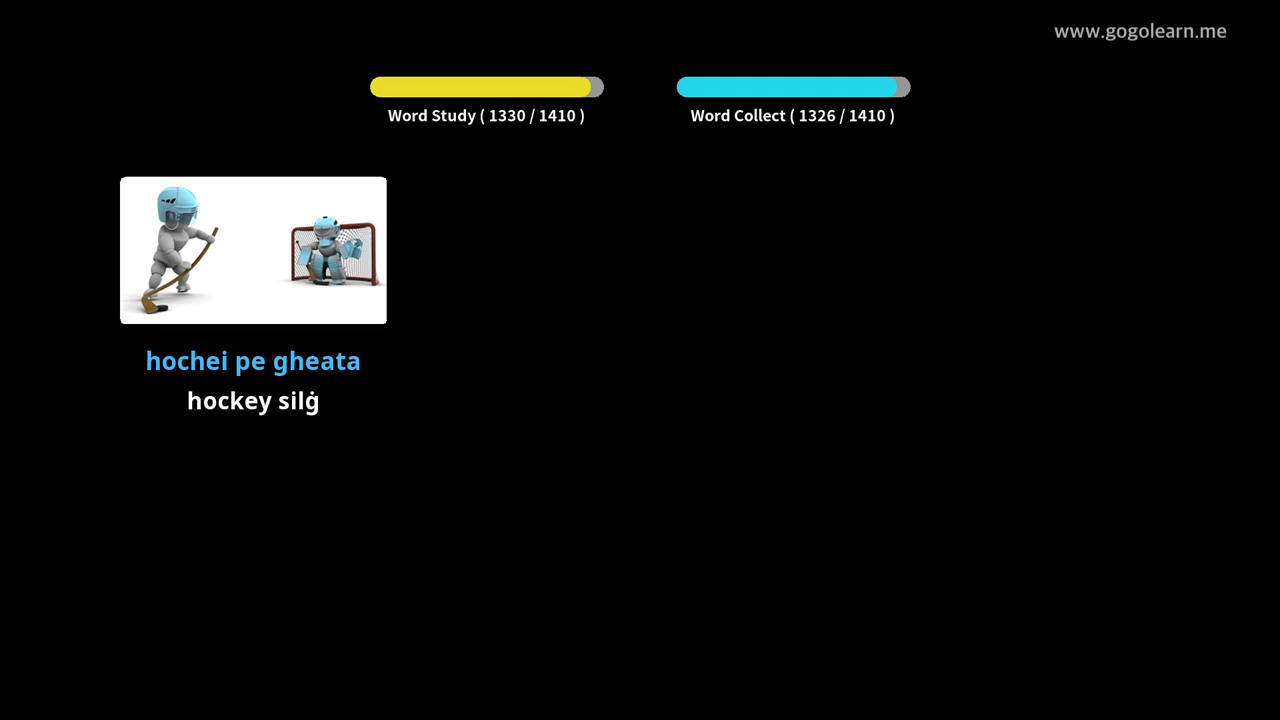 www.gogolearn.me
Word Study ( 1330 / 1410 )
Word Collect ( 1326 / 1410 )
hochei pe gheata
hockey silġ